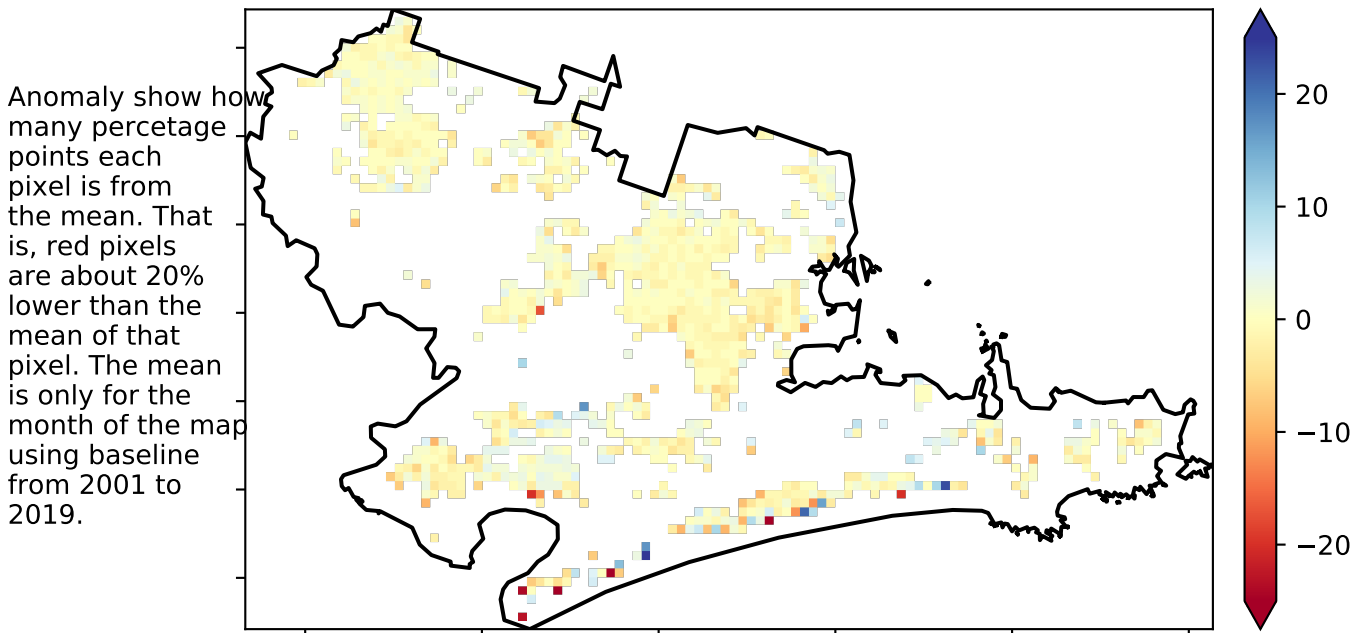 Anomaly show how
many percetage
points each
pixel is from
the mean. That
is, red pixels
are about 20%
lower than the
mean of that
pixel. The mean
is only for the
month of the map
using baseline
from 2001 to
2019.
20
10
0
−10
−20